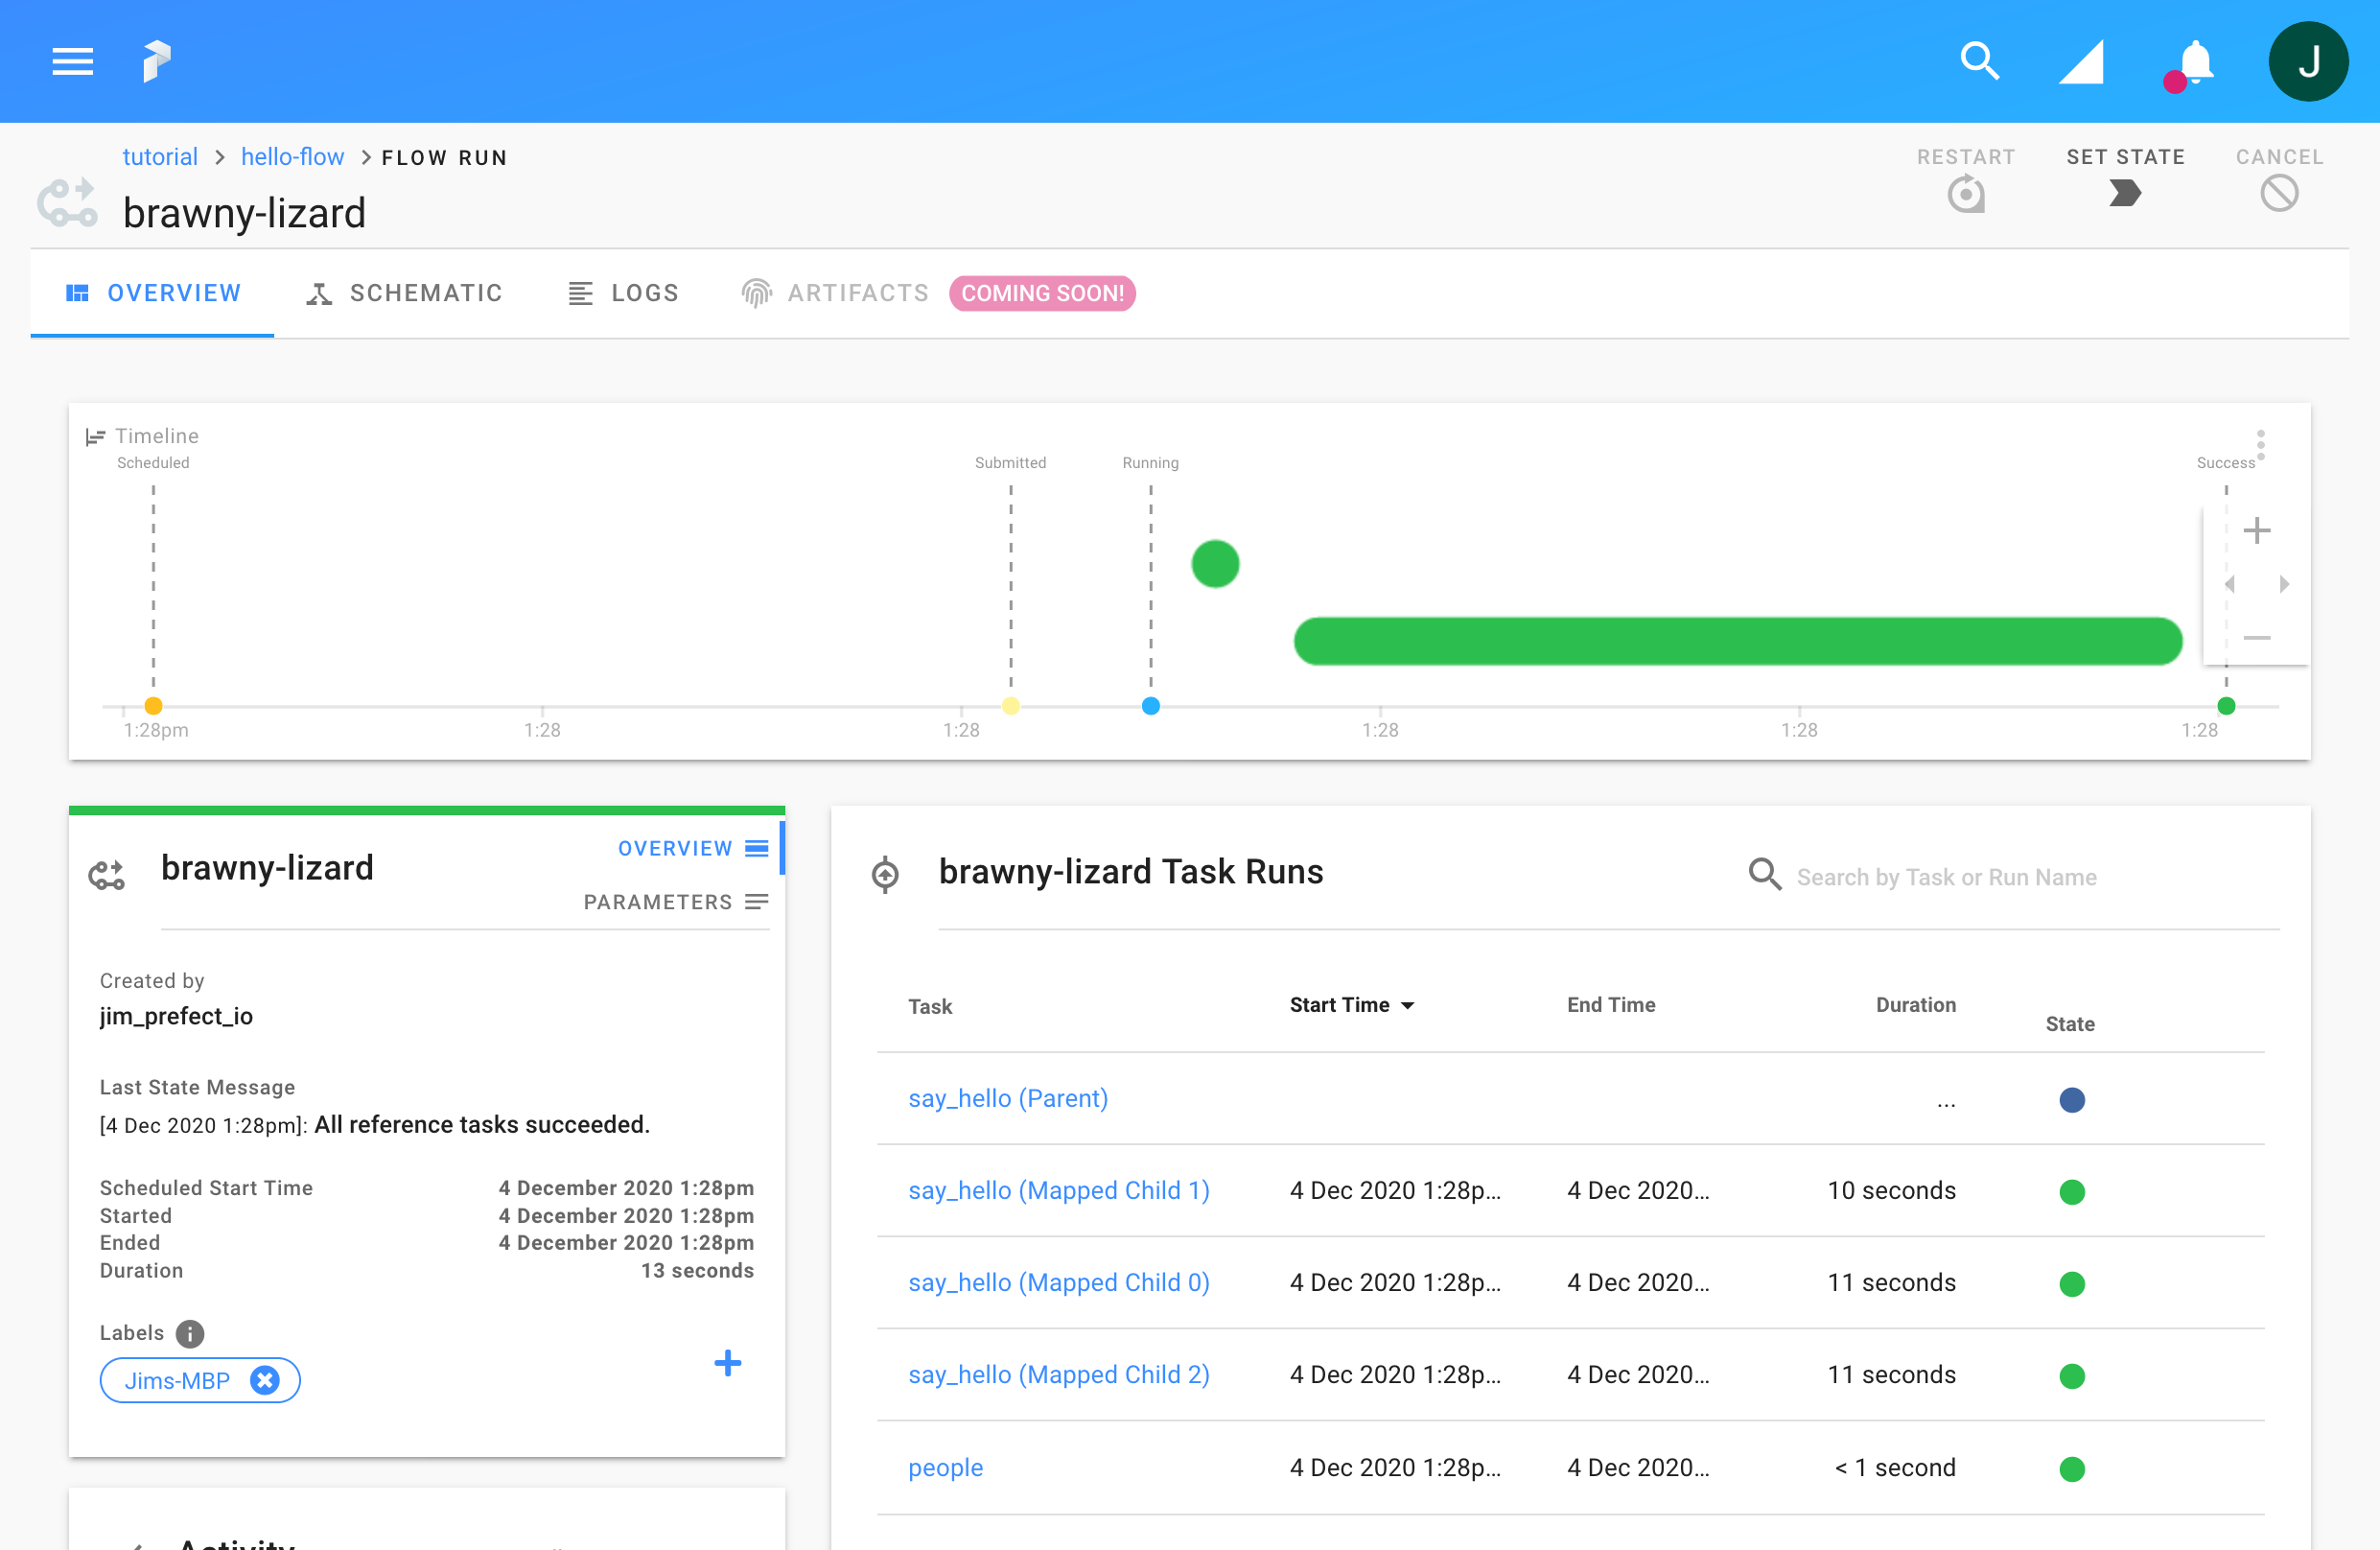 J
tutorial > hello-flow > FLOW RUN
brawny-lizard
RESTART
SET STATE
CANCEL
OVERVIEW
SCHEMATIC
LOGS
ARTIFACTS
COMING SOON!
Timeline
Scheduled
Submitted
Running
Success
1:28pm
1:28
1:28
1:28
1:28
1:28
brawny-lizard
OVERVIEW
PARAMETERS
Created by
jim_prefect_io
Last State Message
[4 Dec 2020 1:28pm]: All reference tasks succeeded.
Scheduled Start Time 4 December 2020 1:28pm
Started 4 December 2020 1:28pm
Ended 4 December 2020 1:28pm
Duration 13 seconds
Labels
Jims-MBP
Activity
brawny-lizard Task Runs
Search by Task or Run Name
Task Start Time End Time Duration State
say_hello (Parent) ...
say_hello (Mapped Child 1) 4 Dec 2020 1:28p... 4 Dec 2020... 10 seconds
say_hello (Mapped Child 0) 4 Dec 2020 1:28p... 4 Dec 2020... 11 seconds
say_hello (Mapped Child 2) 4 Dec 2020 1:28p... 4 Dec 2020... 11 seconds
people 4 Dec 2020 1:28p... 4 Dec 2020... < 1 second